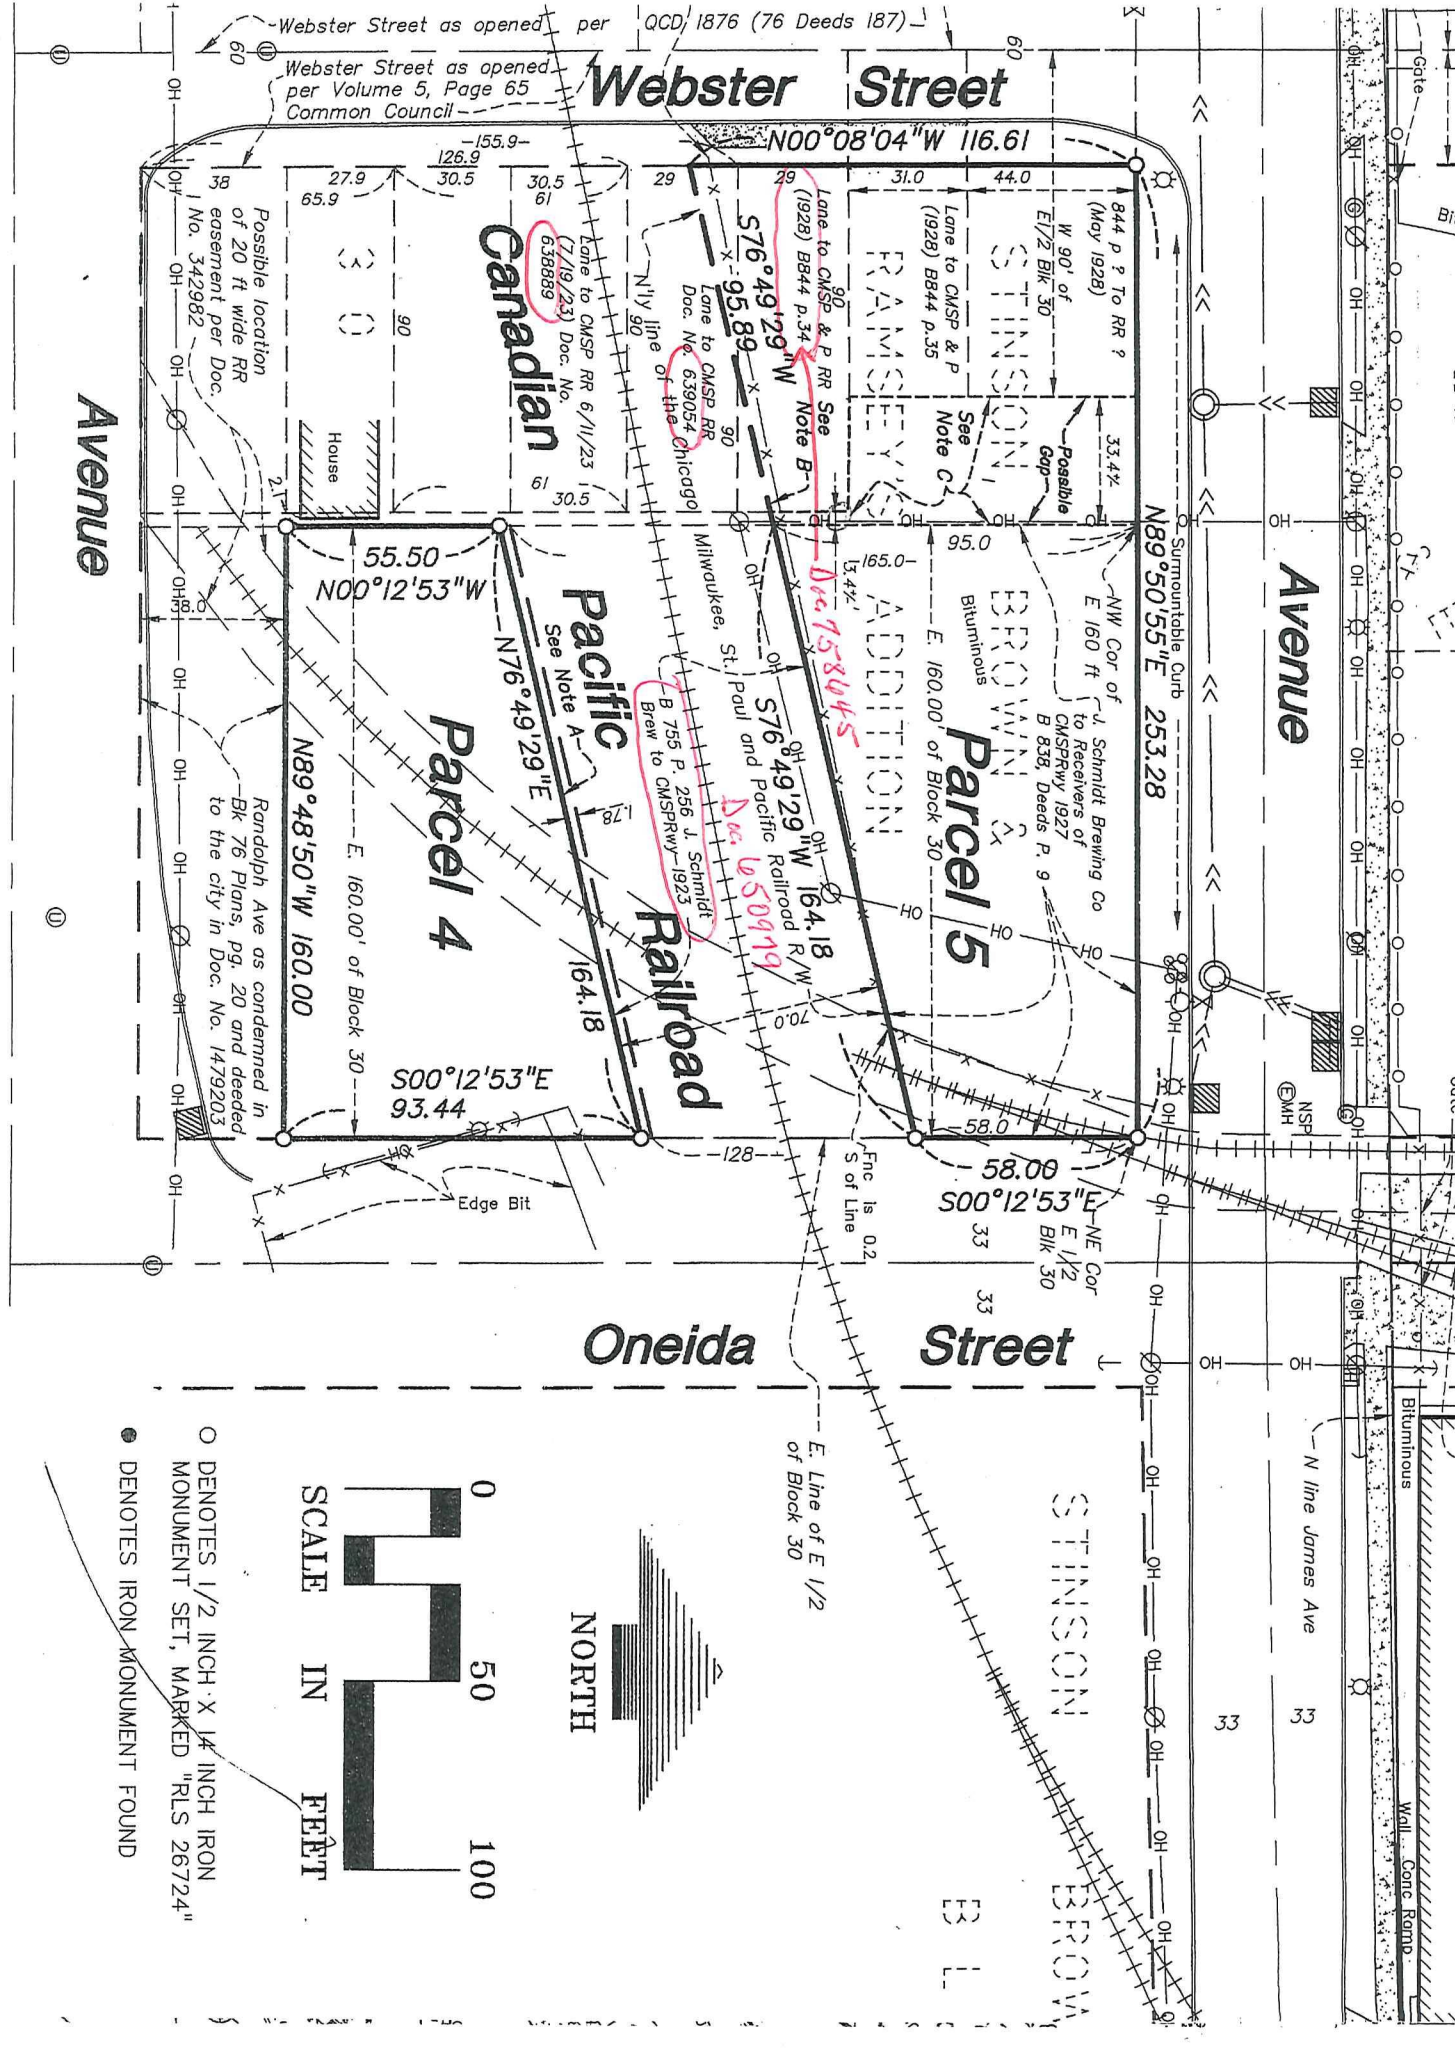 Webster Street as opened per QCD 1876 (76 Deeds 187)
60
60
Webster Street as opened
per Volume 5, Page 65
Common Council
Webster Street
N00°08'04"W 116.61
155.9
126.9
38
27.9
30.5
30.5
29
29
31.0
44.0
65.9
61
Possible location
of 20 ft wide RR
easement per Doc.
No. 342982
3 0
90
House
2.1
Canadian
Lane to CMSP RR 6/11/23
(7/19/23) Doc. No.
638889
61
30.5
N'ly line of the Chicago
Milwaukee, St. Paul and Pacific Railroad R/W
90
Lane to CMSP RR
Doc. No. 639054
90
S76°49'29"W
95.89
Lane to CMSP & P RR See
(1928) B844 p.34 Note B
90
Lane to CMSP & P
(1928) B844 p.35
See
Note C
844 p ? To RR ?
(May 1928)
W 90' of
E1/2 Blk 30
Possible
Gap
33.4±
STINSON,
RAMSEY'S
BROWN &
ADDITION
Gate
Surmountable Curb
N89°50'55"E 253.28
Avenue
Avenue
55.50
N00°12'53"W
38.0
165.0
95.0
13.4±
Bituminous
NW Cor of
E 160 ft
J. Schmidt Brewing Co
to Receivers of
CMSPRwy 1927
B 838, Deeds P. 9
E. 160.00' of Block 30
Parcel 5
S76°49'29"W 164.18
Doc. 758645
Pacific
See Note A
N76°49'29"E
164.18
1.78
B 755 P. 256 J. Schmidt
Brew to CMSPRwy-1923
Doc. 650979
Railroad
70.0
Parcel 4
E. 160.00' of Block 30
N89°48'50"W 160.00
Randolph Ave as condemned in
Bk 76 Plans, pg. 20 and deeded
to the city in Doc. No. 1479203
S00°12'53"E
93.44
Edge Bit
128
Fnc is 0.2
S of Line
58.0
58.00
S00°12'53"E
NE Cor
E 1/2
Blk 30
33
33
NSP
E MH
Oneida Street
E. Line of E 1/2
of Block 30
Bituminous
N line James Ave
33
33
Wall
Conc Ramp
STINSON
BROW
B L
NORTH
0 50 100
SCALE IN FEET
DENOTES 1/2 INCH X 14 INCH IRON
MONUMENT SET, MARKED "RLS 26724"
DENOTES IRON MONUMENT FOUND